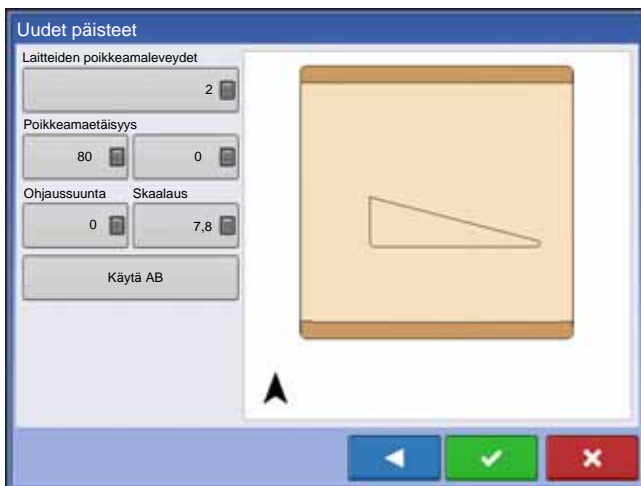 Uudet päisteet
Laitteiden poikkeamaleveydet
2
Poikkeamaetäisyys
80 0
Ohjaussuunta Skaalaus
0 7,8
Käytä AB